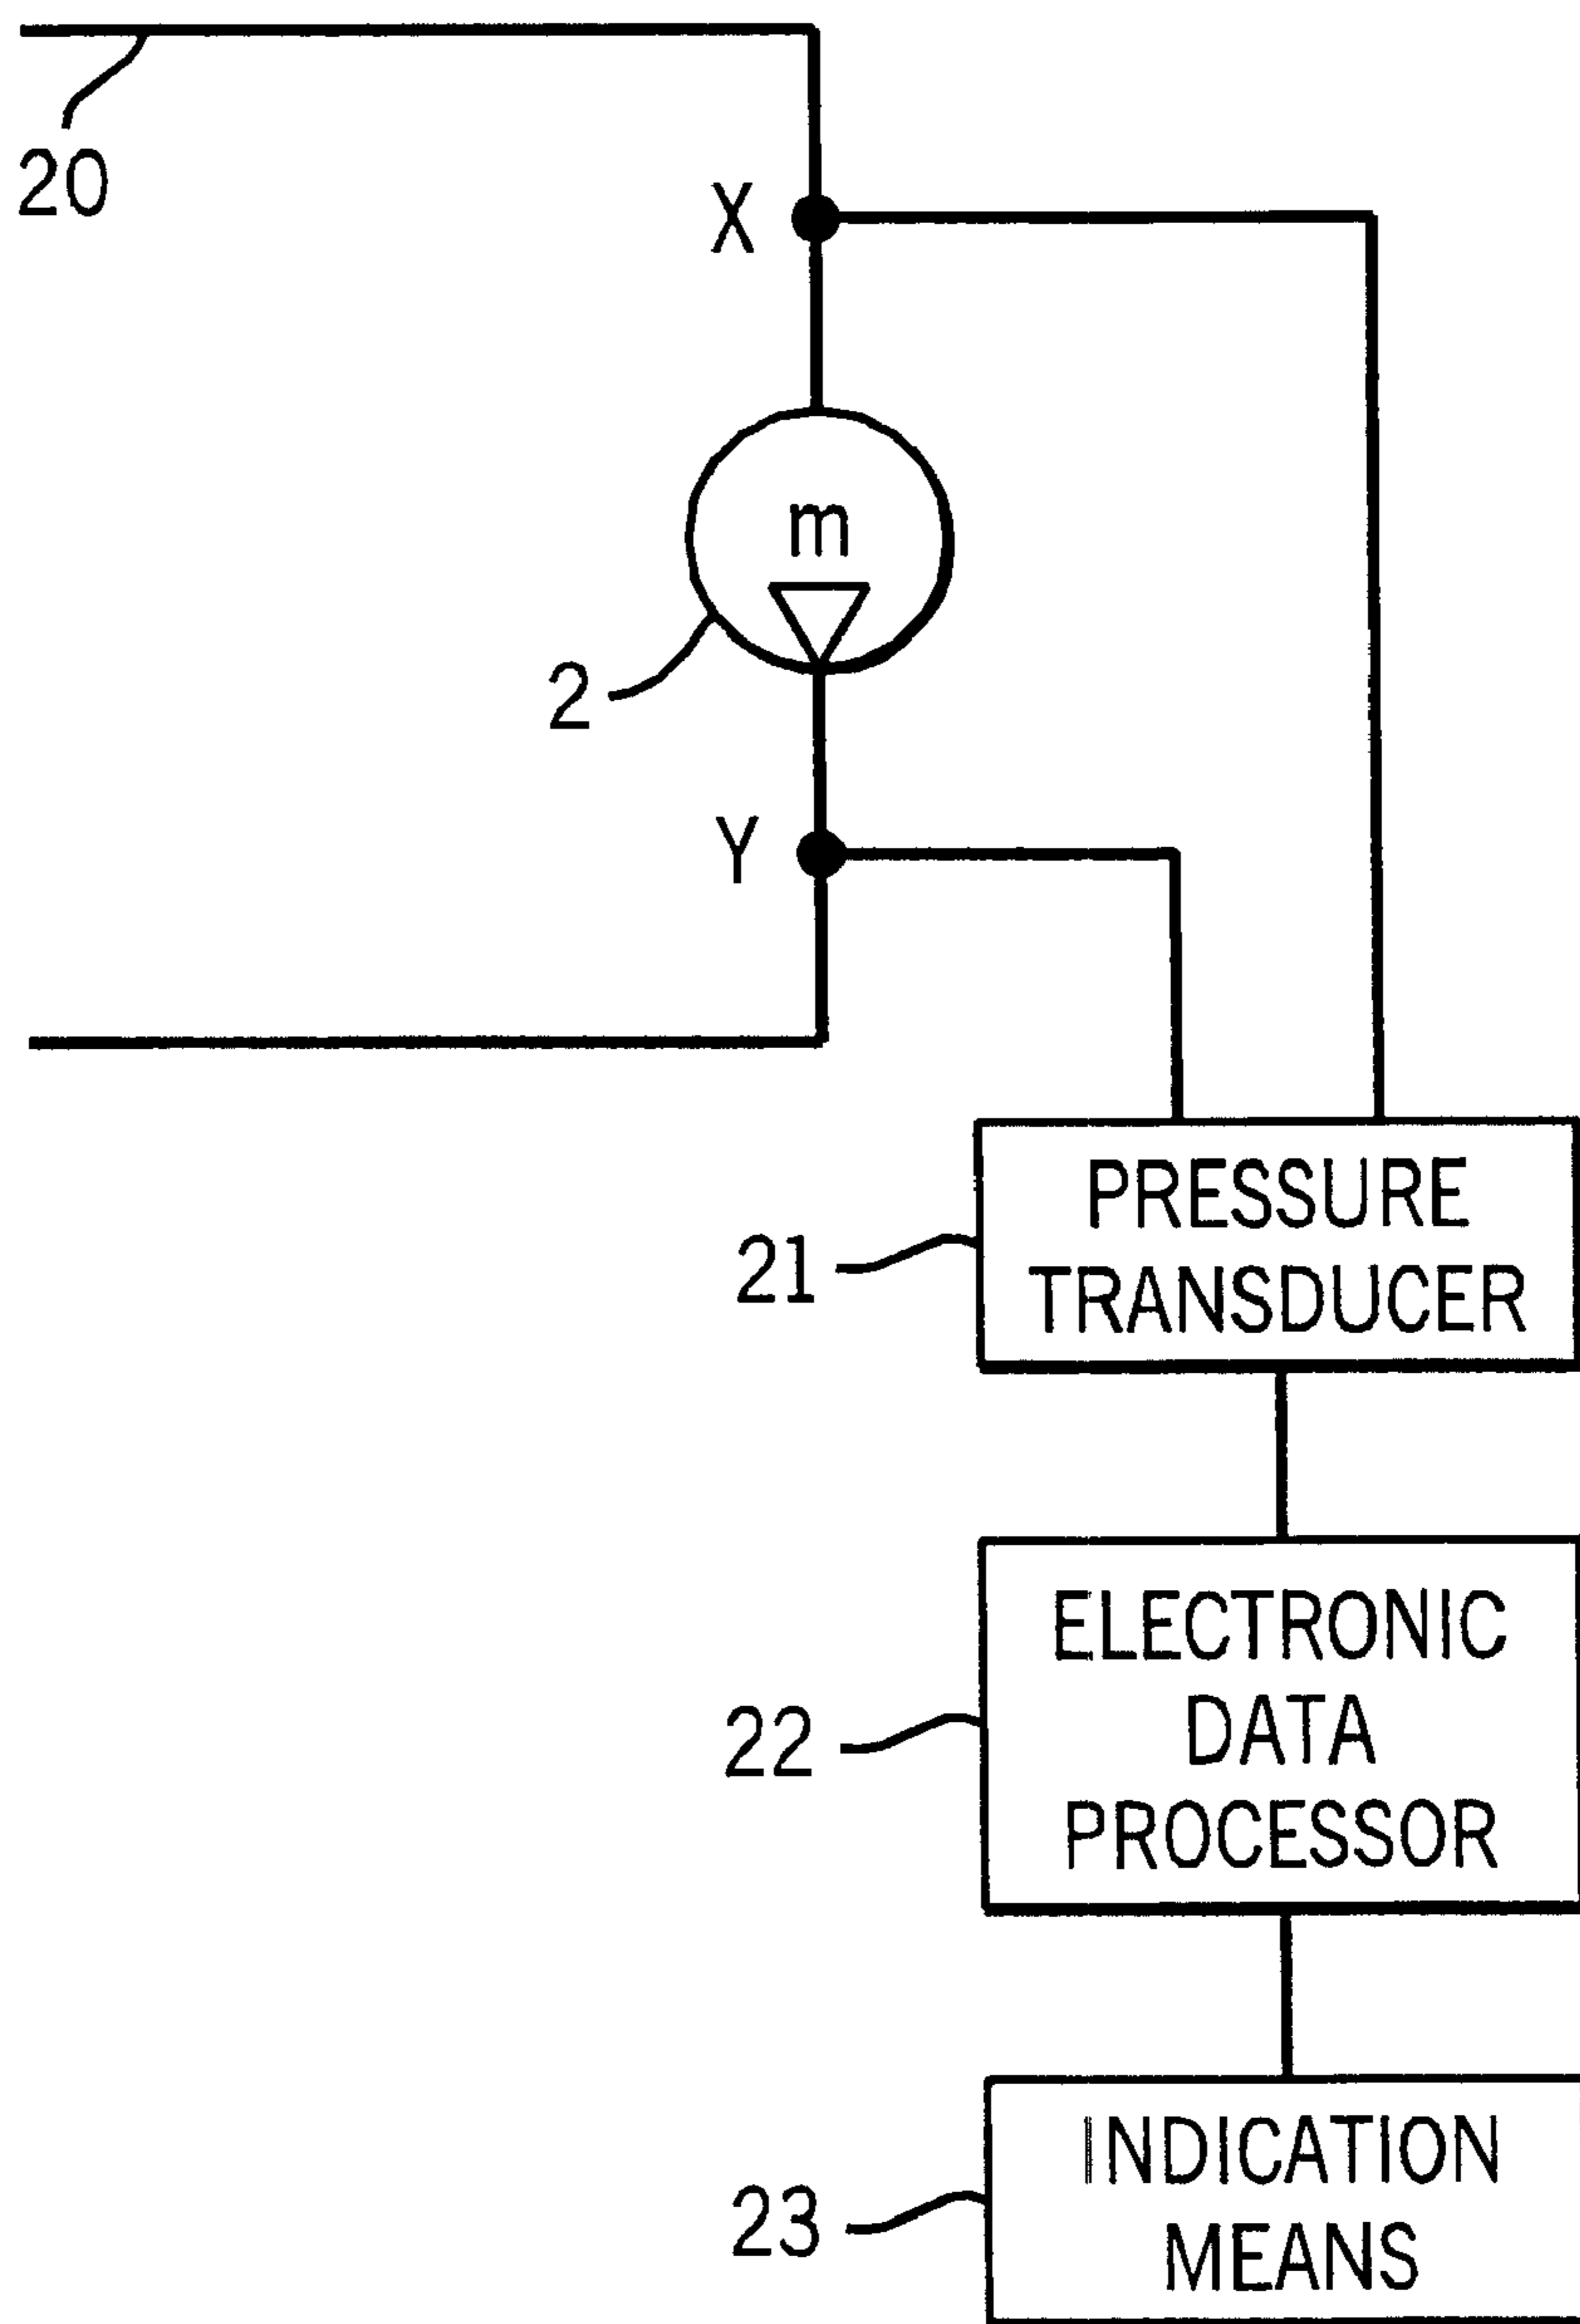 20
X
m
2
Y
PRESSURE
TRANSDUCER
21
ELECTRONIC
DATA
PROCESSOR
22
INDICATION
MEANS
23